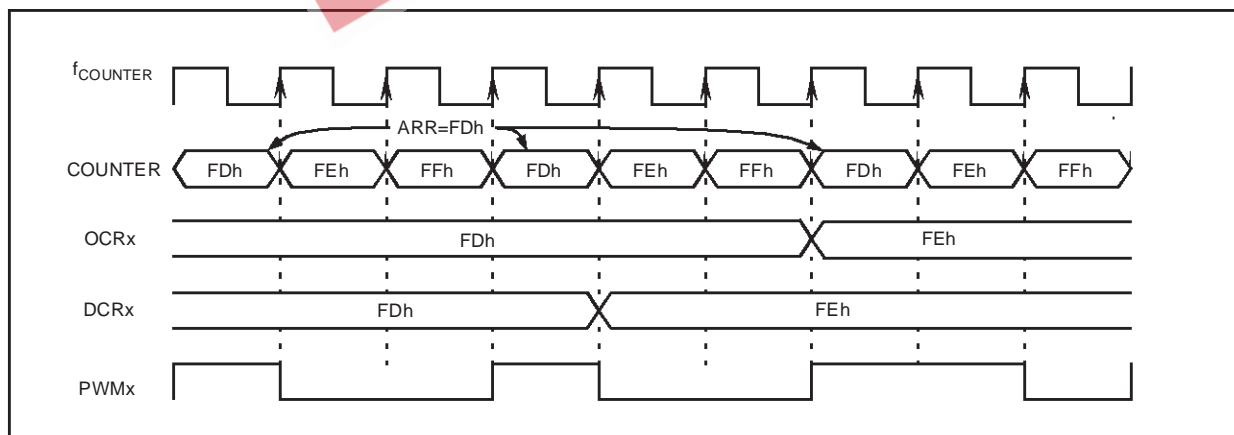 fCOUNTER
ARR=FDh
COUNTER FDh FEh FFh FDh FEh FFh FDh FEh FFh
OCRx FDh FEh
DCRx FDh FEh
PWMx